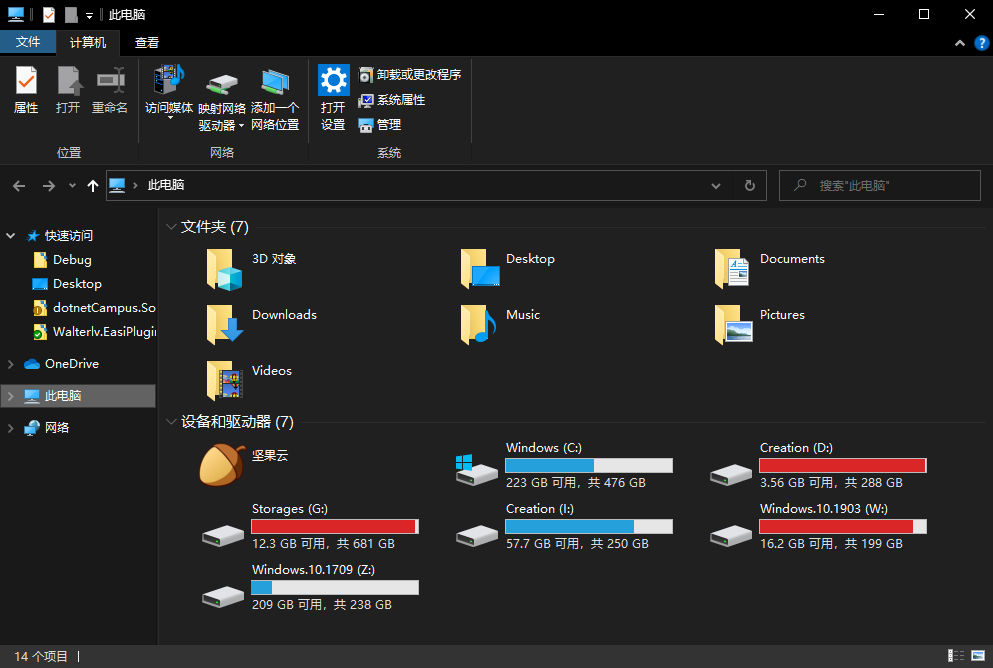 此电脑
文件 计算机 查看
属性 打开 重命名 访问媒体 映射网络驱动器 添加一个网络位置 打开设置 卸载或更改程序
系统属性
管理
位置 网络 系统
此电脑 搜索"此电脑"
快速访问
Debug
Desktop
dotnetCampus.So
Walterlv.EasiPlugin
OneDrive
此电脑
网络
文件夹 (7)
3D 对象 Desktop Documents
Downloads Music Pictures
Videos
设备和驱动器 (7)
坚果云
Windows (C:)
223 GB 可用，共 476 GB
Creation (D:)
3.56 GB 可用，共 288 GB
Storages (G:)
12.3 GB 可用，共 681 GB
Creation (I:)
57.7 GB 可用，共 250 GB
Windows.10.1903 (W:)
16.2 GB 可用，共 199 GB
Windows.10.1709 (Z:)
209 GB 可用，共 238 GB
14 个项目